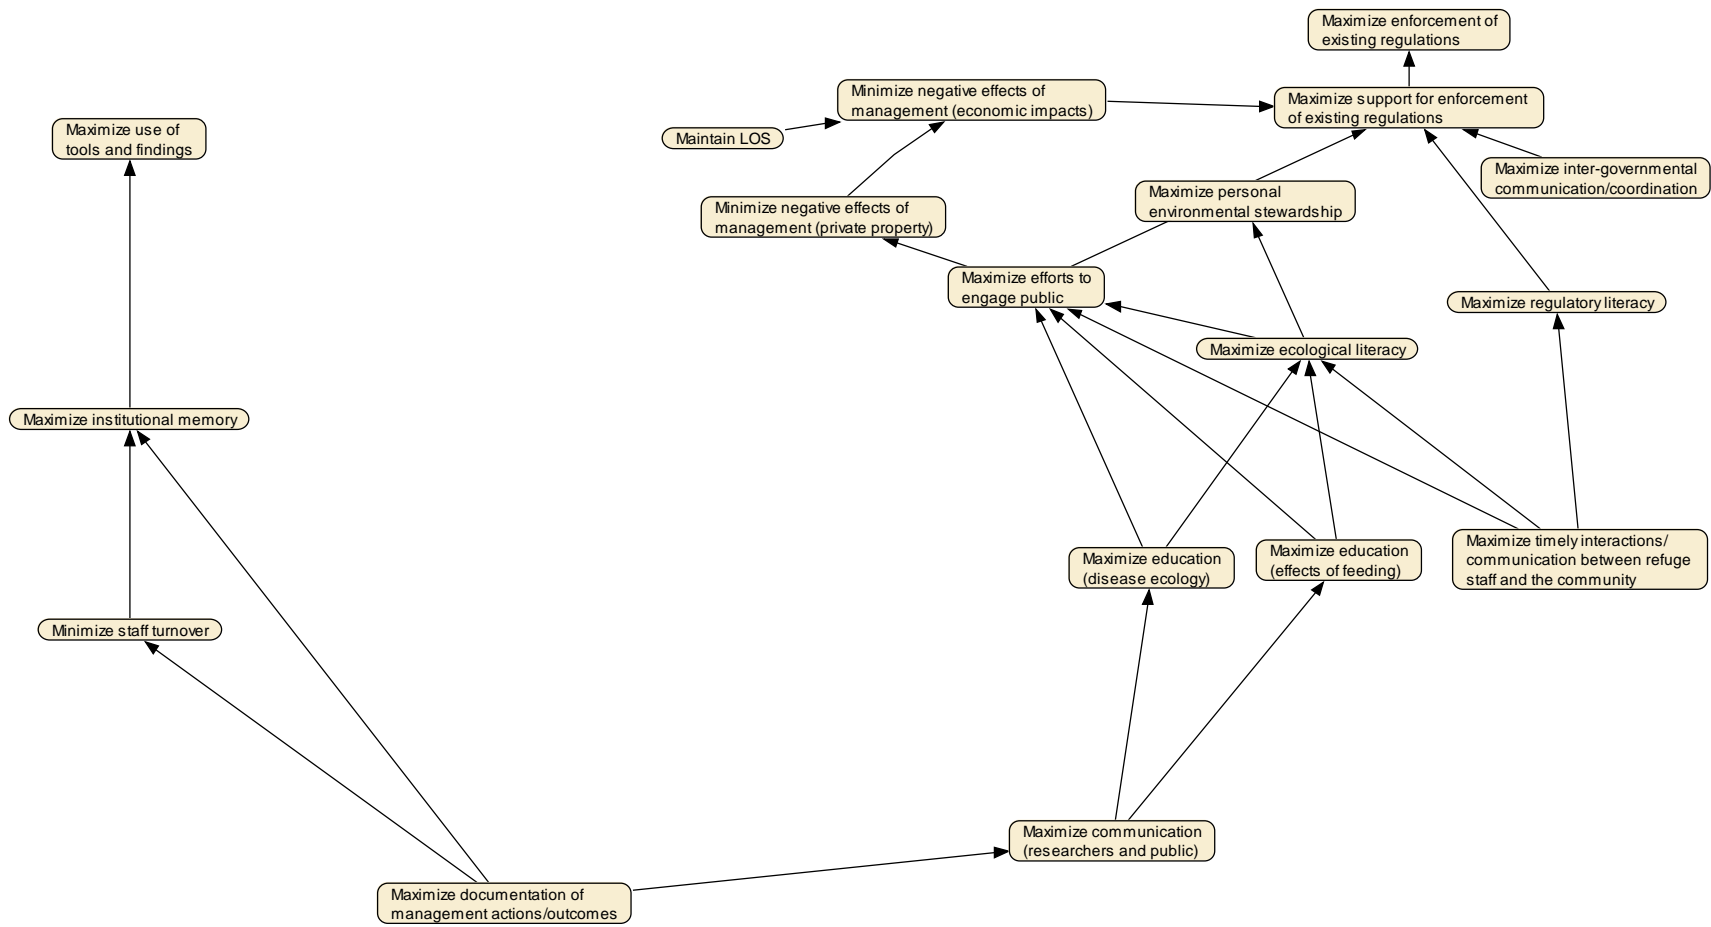 Maximize enforcement of
existing regulations
Minimize negative effects of
management (economic impacts)
Maximize support for enforcement
of existing regulations
Maximize use of
tools and findings
Maintain LOS
Maximize inter-governmental
communication/coordination
Maximize personal
environmental stewardship
Minimize negative effects of
management (private property)
Maximize efforts to
engage public
Maximize regulatory literacy
Maximize ecological literacy
Maximize institutional memory
Maximize education
(disease ecology)
Maximize education
(effects of feeding)
Maximize timely interactions/
communication between refuge
staff and the community
Minimize staff turnover
Maximize communication
(researchers and public)
Maximize documentation of
management actions/outcomes